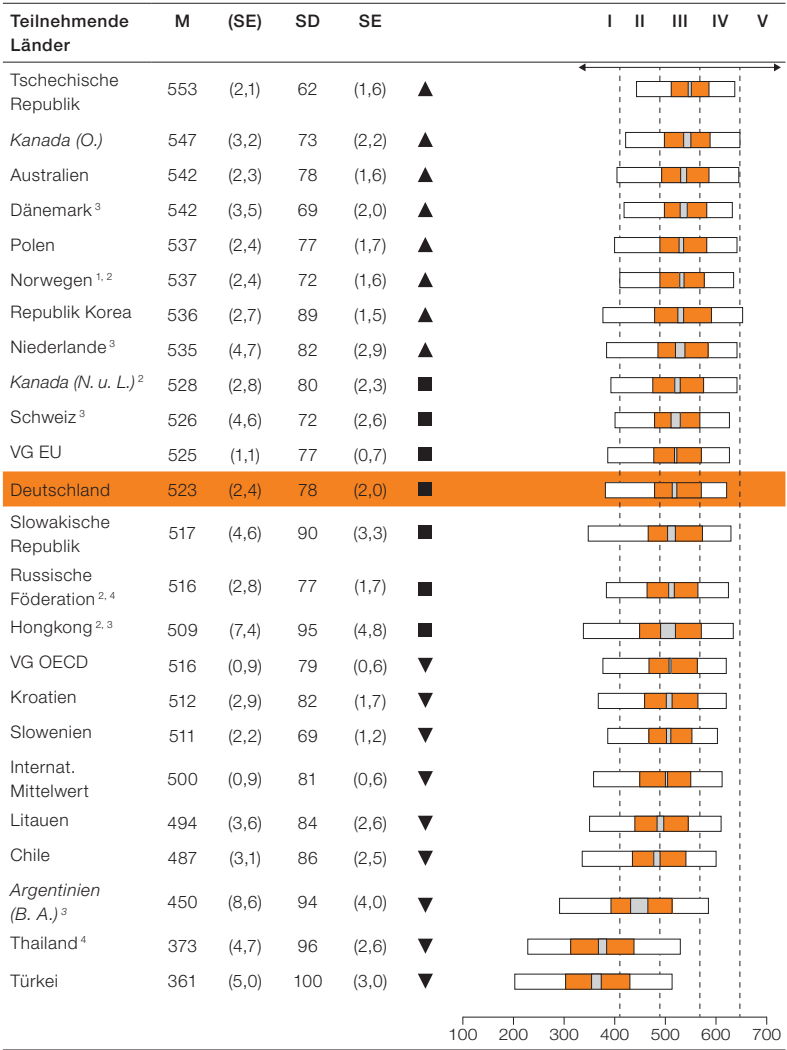 Teilnehmende Länder M (SE) SD SE I II III IV V
Tschechische Republik 553 (2,1) 62 (1,6) ▲
Kanada (O.) 547 (3,2) 73 (2,2) ▲
Australien 542 (2,3) 78 (1,6) ▲
Dänemark ³ 542 (3,5) 69 (2,0) ▲
Polen 537 (2,4) 77 (1,7) ▲
Norwegen ¹, ² 537 (2,4) 72 (1,6) ▲
Republik Korea 536 (2,7) 89 (1,5) ▲
Niederlande ³ 535 (4,7) 82 (2,9) ▲
Kanada (N. u. L.) ² 528 (2,8) 80 (2,3) ■
Schweiz ³ 526 (4,6) 72 (2,6) ■
VG EU 525 (1,1) 77 (0,7) ■
Deutschland 523 (2,4) 78 (2,0) ■
Slowakische Republik 517 (4,6) 90 (3,3) ■
Russische Föderation ², ⁴ 516 (2,8) 77 (1,7) ■
Hongkong ², ³ 509 (7,4) 95 (4,8) ■
VG OECD 516 (0,9) 79 (0,6) ▼
Kroatien 512 (2,9) 82 (1,7) ▼
Slowenien 511 (2,2) 69 (1,2) ▼
Internat. Mittelwert 500 (0,9) 81 (0,6) ▼
Litauen 494 (3,6) 84 (2,6) ▼
Chile 487 (3,1) 86 (2,5) ▼
Argentinien (B. A.) ³ 450 (8,6) 94 (4,0) ▼
Thailand ⁴ 373 (4,7) 96 (2,6) ▼
Türkei 361 (5,0) 100 (3,0) ▼
100 200 300 400 500 600 700